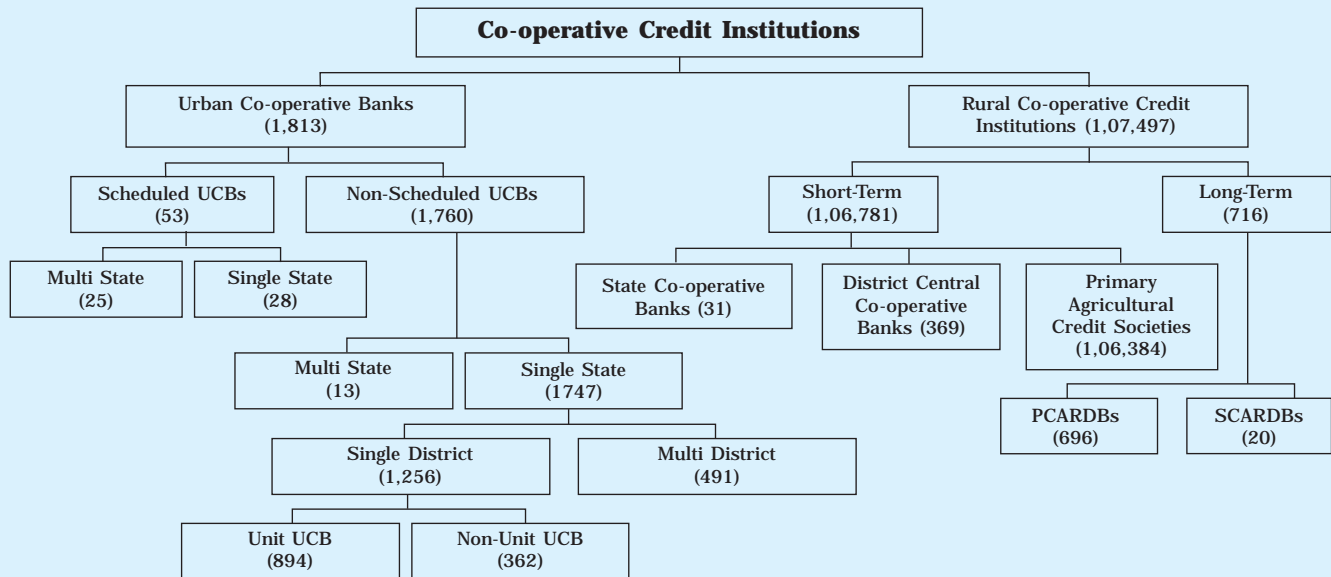 Co-operative Credit Institutions
Urban Co-operative Banks
(1,813)
Rural Co-operative Credit
Institutions (1,07,497)
Scheduled UCBs
(53)
Non-Scheduled UCBs
(1,760)
Short-Term
(1,06,781)
Long-Term
(716)
Multi State
(25)
Single State
(28)
State Co-operative
Banks (31)
District Central
Co-operative
Banks (369)
Primary
Agricultural
Credit Societies
(1,06,384)
Multi State
(13)
Single State
(1747)
PCARDBs
(696)
SCARDBs
(20)
Single District
(1,256)
Multi District
(491)
Unit UCB
(894)
Non-Unit UCB
(362)